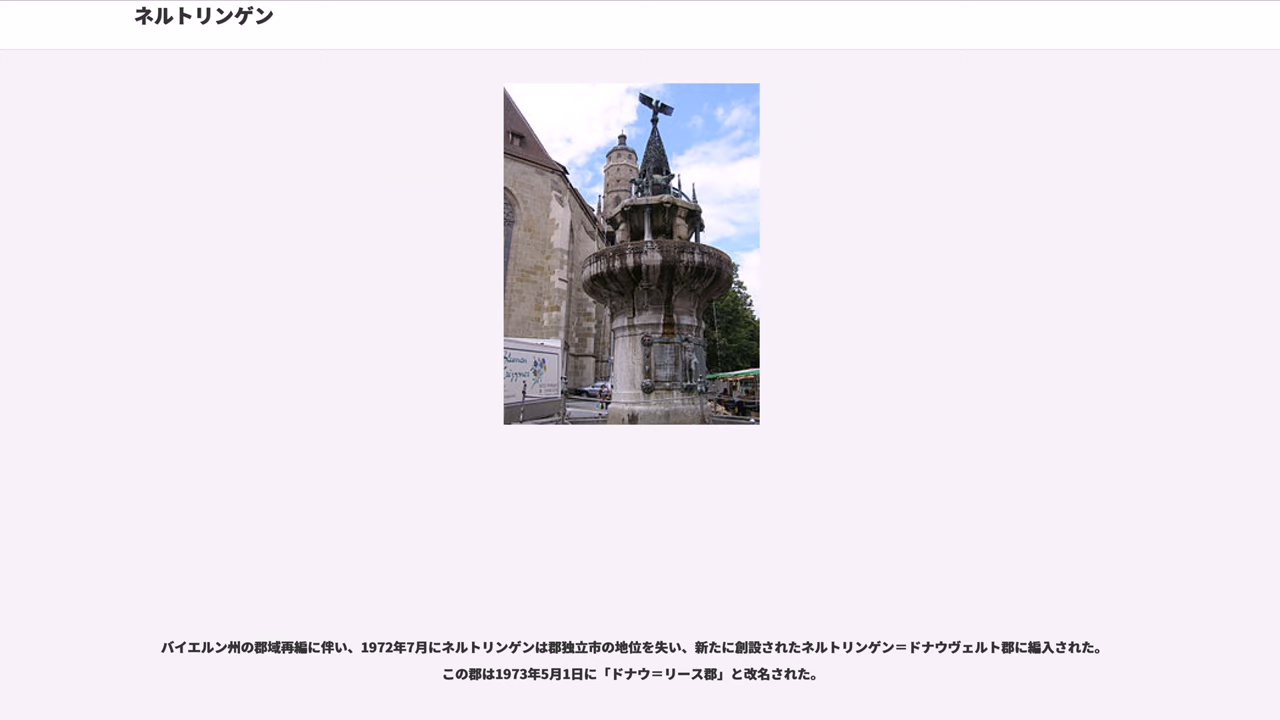 ネルトリンゲン
バイエルン州の郡域再編に伴い、1972年7月にネルトリンゲンは郡独立市の地位を失い、新たに創設されたネルトリンゲン＝ドナウヴェルト郡に編入された。
この郡は1973年5月1日に「ドナウ＝リース郡」と改名された。